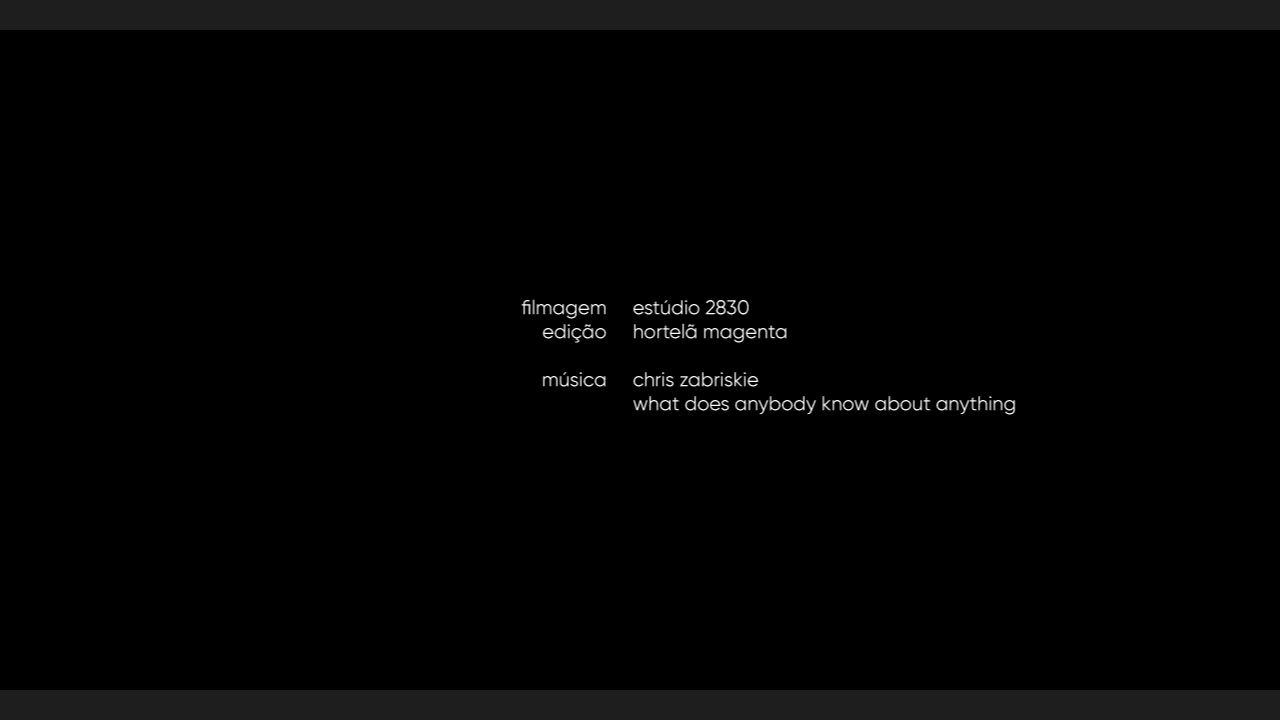 filmagem estúdio 2830
edição hortelã magenta
música chris zabriskie
what does anybody know about anything